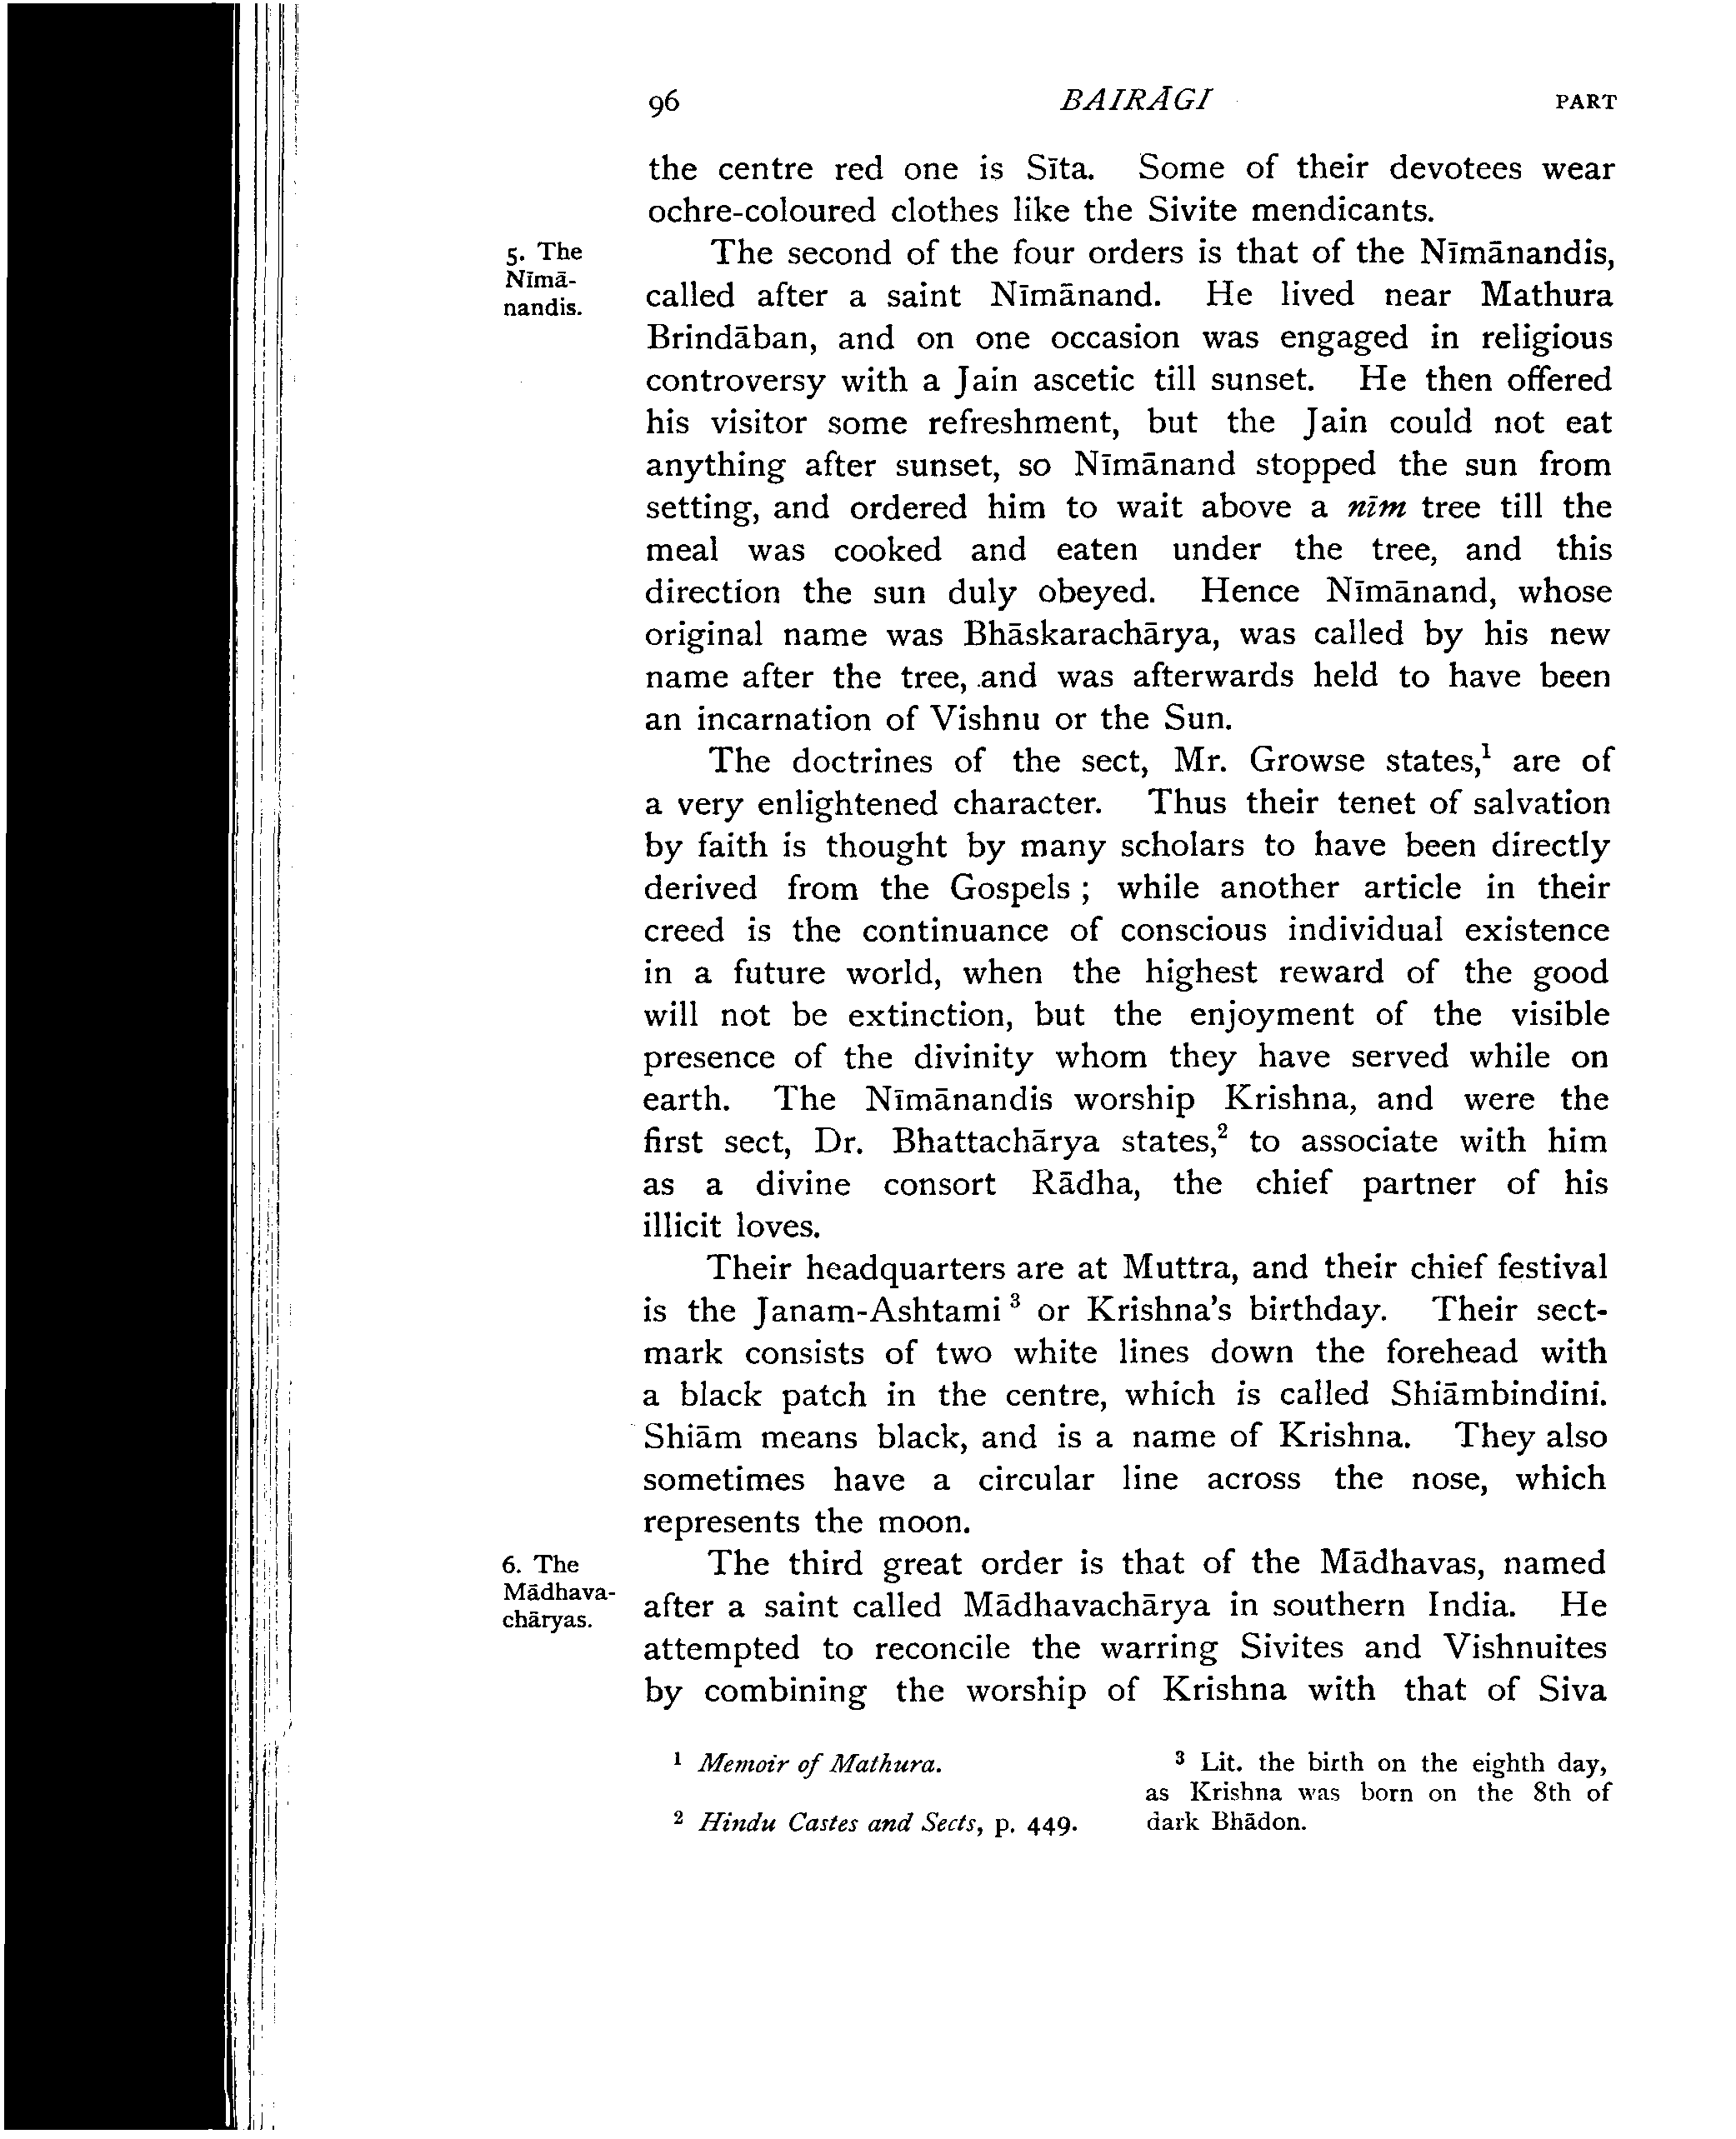 96 BAIRĀGI PART
the centre red one is Sīta. Some of their devotees wear
ochre-coloured clothes like the Sivite mendicants.
5. The
Nīmā-
nandis.
The second of the four orders is that of the Nīmānandis,
called after a saint Nīmānand. He lived near Mathura
Brindāban, and on one occasion was engaged in religious
controversy with a Jain ascetic till sunset. He then offered
his visitor some refreshment, but the Jain could not eat
anything after sunset, so Nīmānand stopped the sun from
setting, and ordered him to wait above a nīm tree till the
meal was cooked and eaten under the tree, and this
direction the sun duly obeyed. Hence Nīmānand, whose
original name was Bhāskarachārya, was called by his new
name after the tree, and was afterwards held to have been
an incarnation of Vishnu or the Sun.
The doctrines of the sect, Mr. Growse states,¹ are of
a very enlightened character. Thus their tenet of salvation
by faith is thought by many scholars to have been directly
derived from the Gospels ; while another article in their
creed is the continuance of conscious individual existence
in a future world, when the highest reward of the good
will not be extinction, but the enjoyment of the visible
presence of the divinity whom they have served while on
earth. The Nīmānandis worship Krishna, and were the
first sect, Dr. Bhattachārya states,² to associate with him
as a divine consort Rādha, the chief partner of his
illicit loves.
Their headquarters are at Muttra, and their chief festival
is the Janam-Ashtami ³ or Krishna's birthday. Their sect-
mark consists of two white lines down the forehead with
a black patch in the centre, which is called Shiāmbindini.
Shiām means black, and is a name of Krishna. They also
sometimes have a circular line across the nose, which
represents the moon.
6. The
Mādhava-
chāryas.
The third great order is that of the Mādhavas, named
after a saint called Mādhavachārya in southern India. He
attempted to reconcile the warring Sivites and Vishnuites
by combining the worship of Krishna with that of Siva
¹ Memoir of Mathura.
² Hindu Castes and Sects, p. 449.
³ Lit. the birth on the eighth day,
as Krishna was born on the 8th of
dark Bhādon.